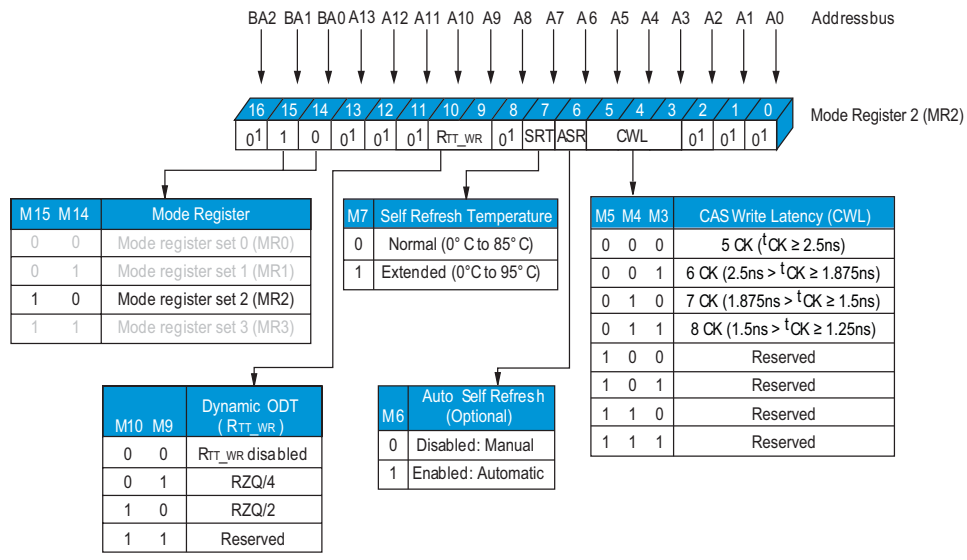 BA2 BA1 BA0 A13 A12 A11 A10 A9 A8 A7 A6 A5 A4 A3 A2 A1 A0 Addressbus
16 15 14 13 12 11 10 9 8 7 6 5 4 3 2 1 0
Mode Register 2 (MR2)
0¹ 1 0 0¹ 0¹ 0¹ RTT_WR 0¹ SRT ASR CWL 0¹ 0¹ 0¹
M15 M14 Mode Register
0 0 Mode register set 0 (MR0)
0 1 Mode register set 1 (MR1)
1 0 Mode register set 2 (MR2)
1 1 Mode register set 3 (MR3)
M7 Self Refresh Temperature
0 Normal (0° C to 85° C)
1 Extended (0°C to 95° C)
M5 M4 M3 CAS Write Latency (CWL)
0 0 0 5 CK (tCK ≥ 2.5ns)
0 0 1 6 CK (2.5ns > tCK ≥ 1.875ns)
0 1 0 7 CK (1.875ns > tCK ≥ 1.5ns)
0 1 1 8 CK (1.5ns > tCK ≥ 1.25ns)
1 0 0 Reserved
1 0 1 Reserved
1 1 0 Reserved
1 1 1 Reserved
M10 M9 Dynamic ODT
(RTT_WR)
0 0 RTT_WR disabled
0 1 RZQ/4
1 0 RZQ/2
1 1 Reserved
M6 Auto Self Refresh
(Optional)
0 Disabled: Manual
1 Enabled: Automatic